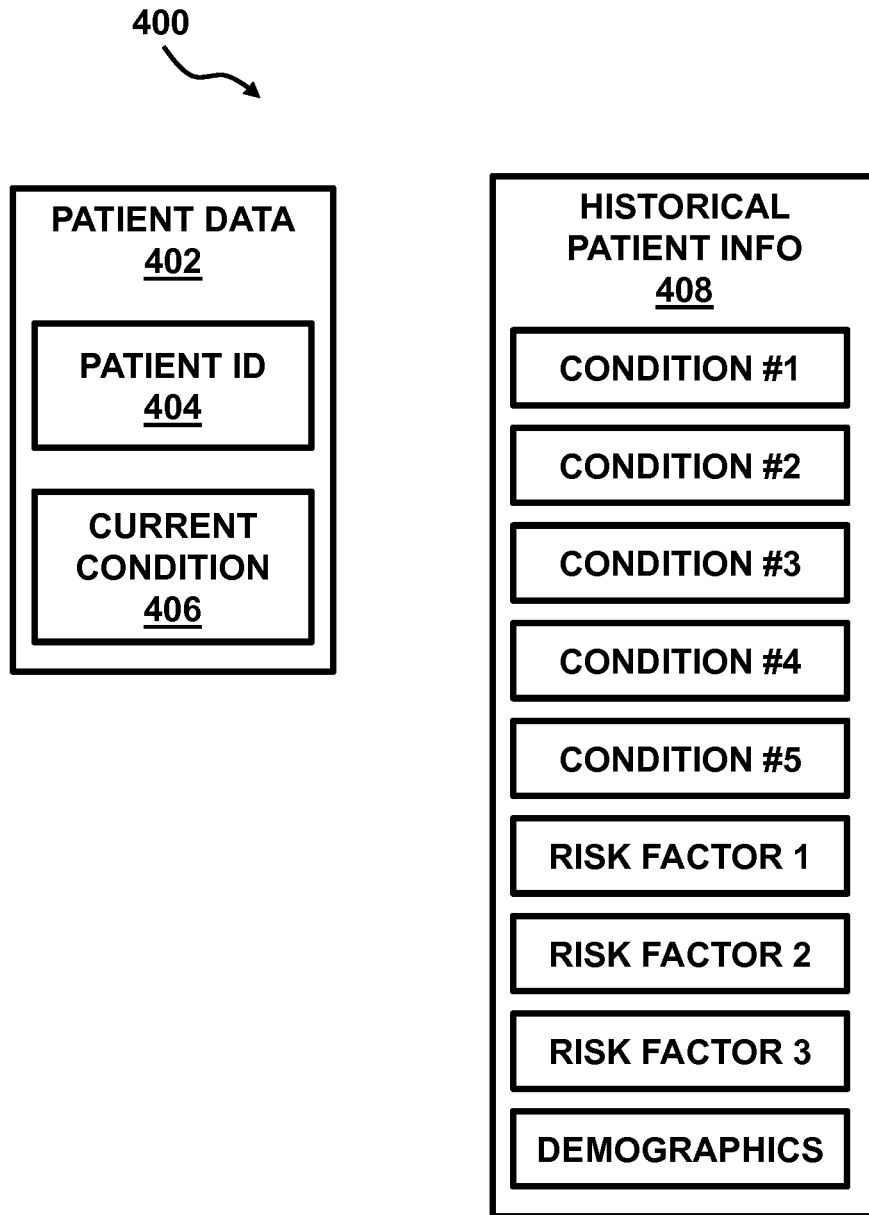 400
PATIENT DATA
402
PATIENT ID
404
CURRENT
CONDITION
406
HISTORICAL
PATIENT INFO
408
CONDITION #1
CONDITION #2
CONDITION #3
CONDITION #4
CONDITION #5
RISK FACTOR 1
RISK FACTOR 2
RISK FACTOR 3
DEMOGRAPHICS